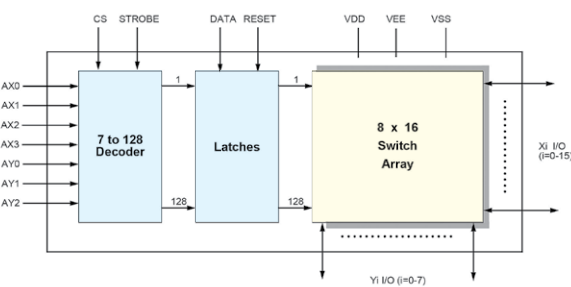 CS STROBE DATA RESET VDD VEE VSS
AX0
AX1
AX2
AX3
AY0
AY1
AY2
7 to 128
Decoder
1
128
Latches
1
128
8 x 16
Switch
Array
Xi I/O
(i=0-15)
Yi I/O (i=0-7)